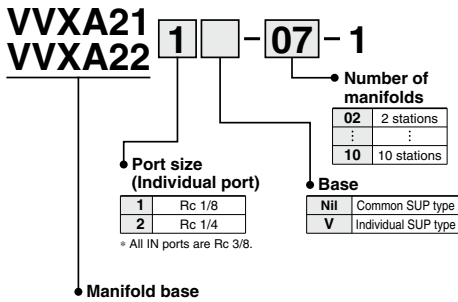 VVXA21
VVXA22 1 - 07 - 1
Number of
manifolds
02 2 stations
⋮ ⋮
10 10 stations
Port size
(Individual port)
1 Rc 1/8
2 Rc 1/4
* All IN ports are Rc 3/8.
Base
Nil Common SUP type
V Individual SUP type
Manifold base